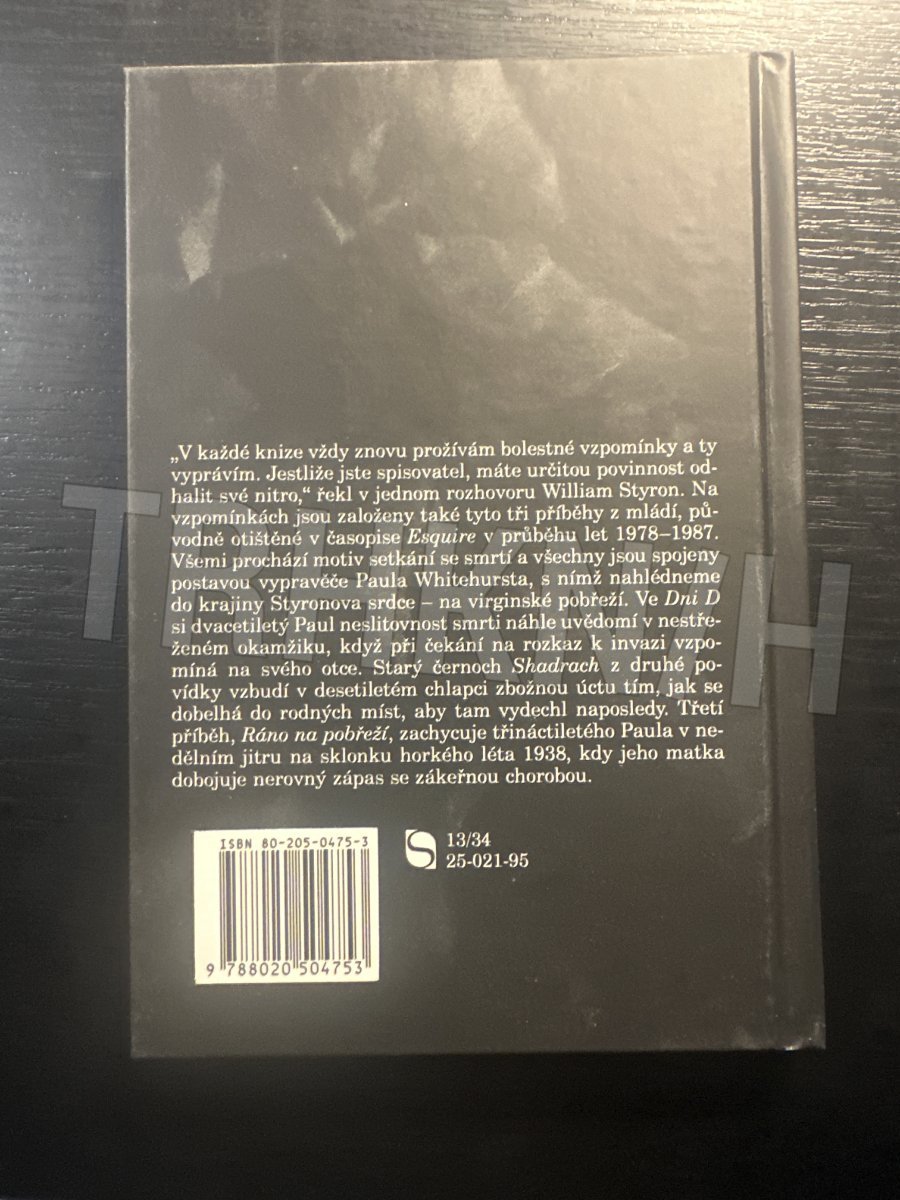 „V každé knize vždy znovu prožívám bolestné vzpomínky a ty
vyprávím. Jestliže jste spisovatel, máte určitou povinnost od-
halit své nitro,“ řekl v jednom rozhovoru William Styron. Na
vzpomínkách jsou založeny také tyto tři příběhy z mládí, pů-
vodně otištěné v časopise Esquire v průběhu let 1978–1987.
Všemi prochází motiv setkání se smrtí a všechny jsou spojeny
postavou vypravěče Paula Whitehursta, s nímž nahlédneme
do krajiny Styronova srdce – na virginské pobřeží. Ve Dni D
si dvacetiletý Paul neslitovnost smrti náhle uvědomí v nestře-
ženém okamžiku, když při čekání na rozkaz k invazi vzpo-
míná na svého otce. Starý černoch Shadrach z druhé po-
vídky vzbudí v desetiletém chlapci zbožnou úctu tím, jak se
dobelhá do rodných míst, aby tam vydechl naposledy. Třetí
příběh, Ráno na pobřeží, zachycuje třináctiletého Paula v ne-
dělním jitru na sklonku horkého léta 1938, kdy jeho matka
dobojuje nerovný zápas se zákeřnou chorobou.
ISBN 80-205-0475-3
9 788020 504753
S 13/34
25-021-95